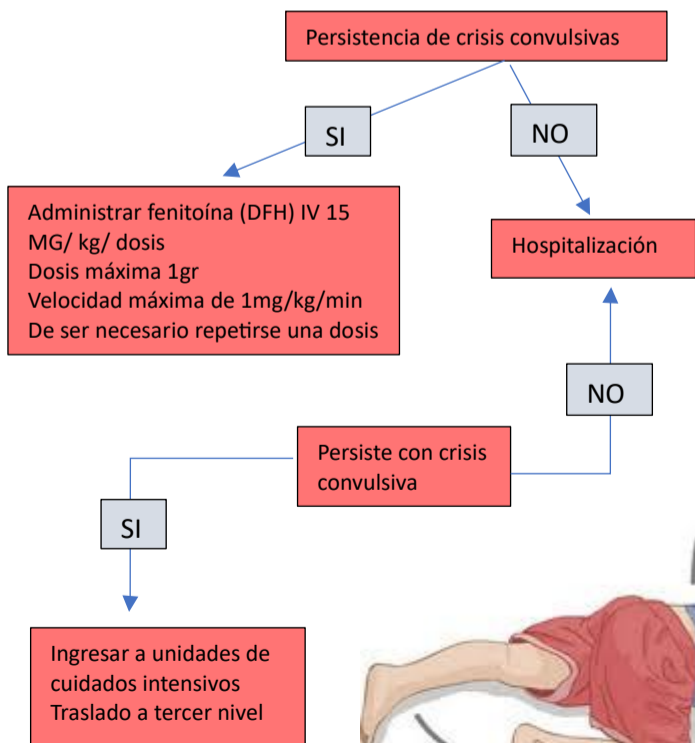 Persistencia de crisis convulsivas
SI
NO
Administrar fenitoína (DFH) IV 15
MG/ kg/ dosis
Dosis máxima 1gr
Velocidad máxima de 1mg/kg/min
De ser necesario repetirse una dosis
Hospitalización
NO
Persiste con crisis
convulsiva
SI
Ingresar a unidades de
cuidados intensivos
Traslado a tercer nivel